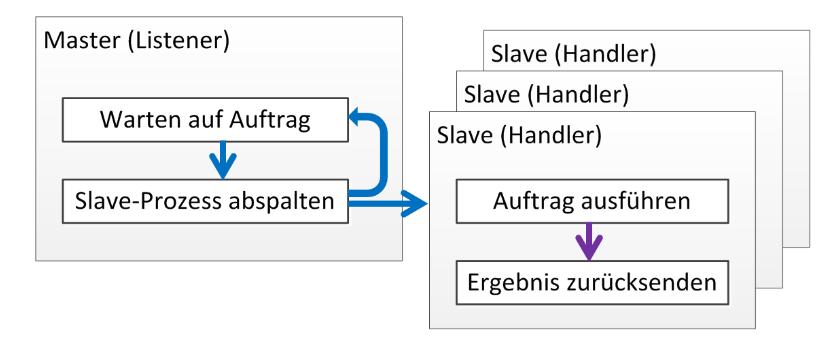 Master (Listener)
Warten auf Auftrag
Slave-Prozess abspalten
Slave (Handler)
Slave (Handler)
Slave (Handler)
Auftrag ausführen
Ergebnis zurücksenden